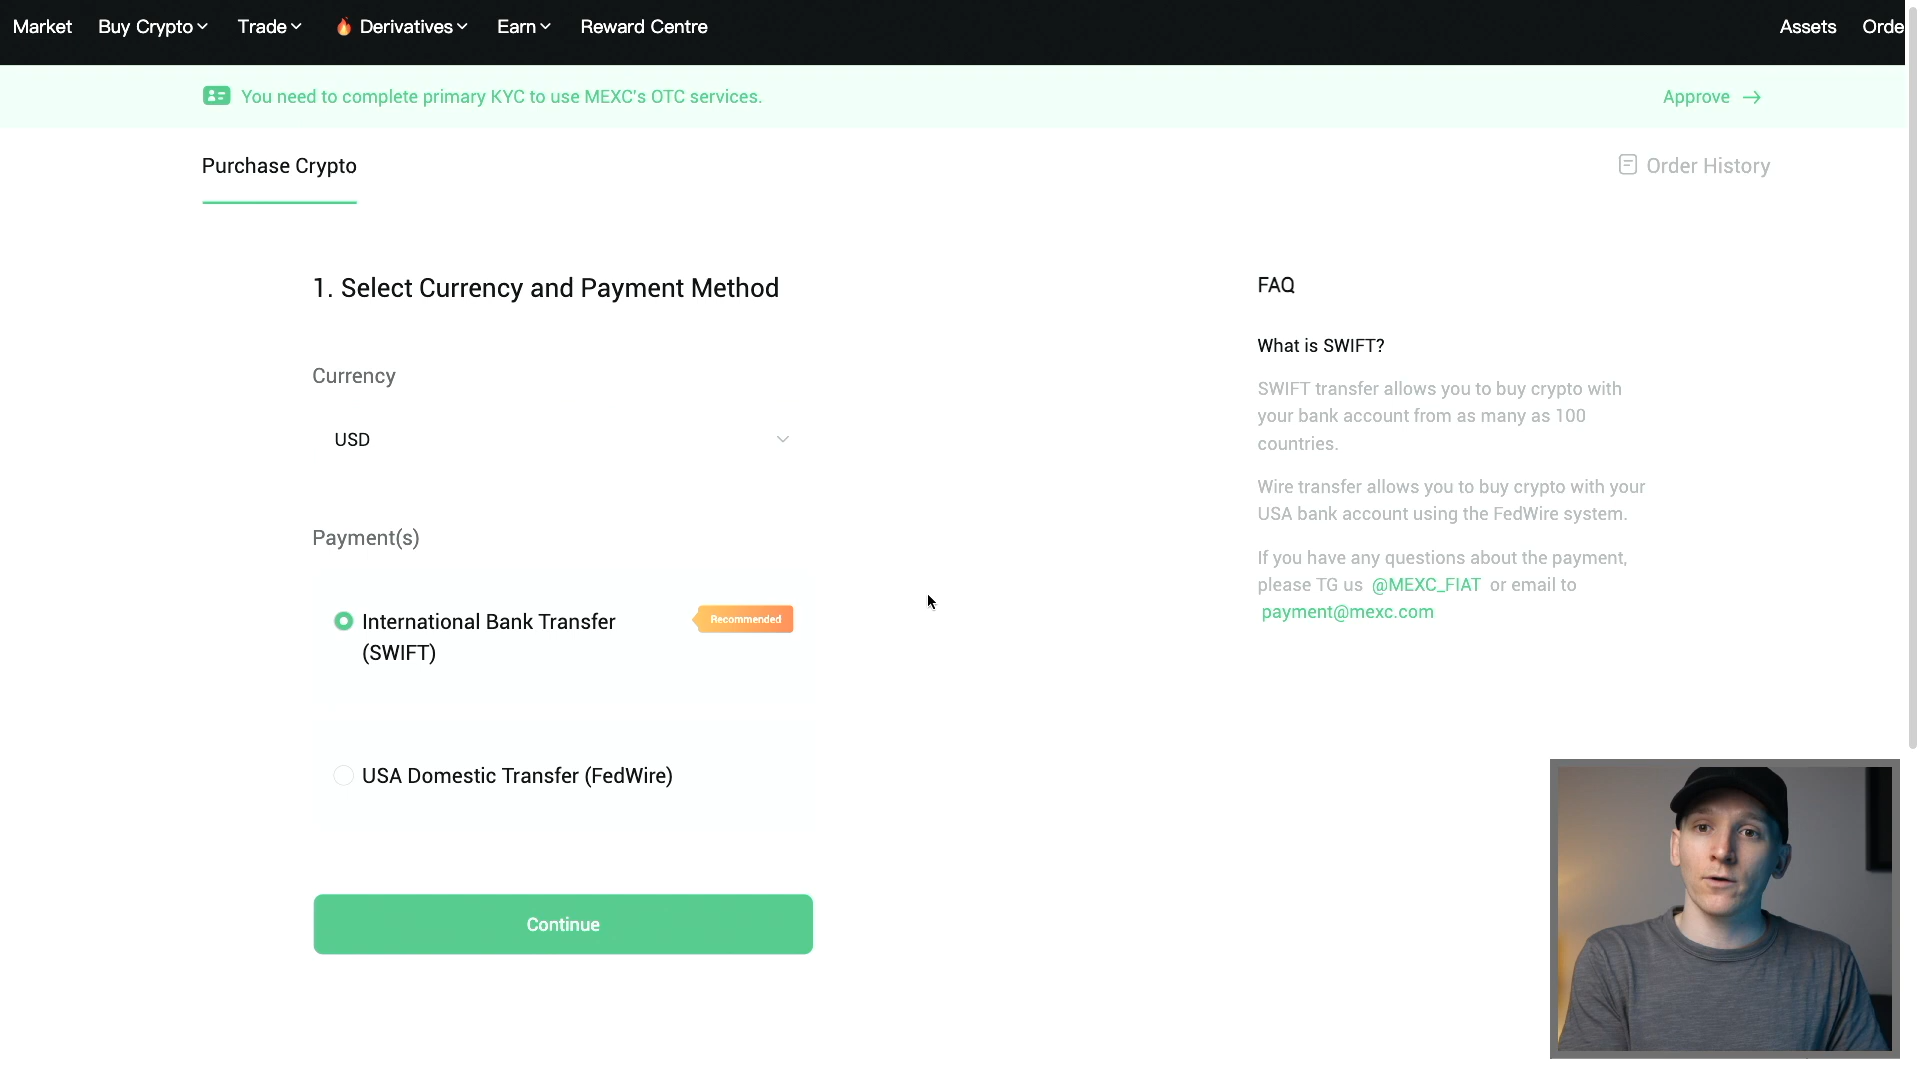 Market Buy Crypto Trade Derivatives Earn Reward Centre Assets Orde
You need to complete primary KYC to use MEXC's OTC services. Approve
Purchase Crypto
Order History
1. Select Currency and Payment Method
Currency
USD
Payment(s)
International Bank Transfer
(SWIFT)
Recommended
USA Domestic Transfer (FedWire)
Continue
FAQ
What is SWIFT?
SWIFT transfer allows you to buy crypto with
your bank account from as many as 100
countries.
Wire transfer allows you to buy crypto with your
USA bank account using the FedWire system.
If you have any questions about the payment,
please TG us @MEXC_FIAT or email to
payment@mexc.com